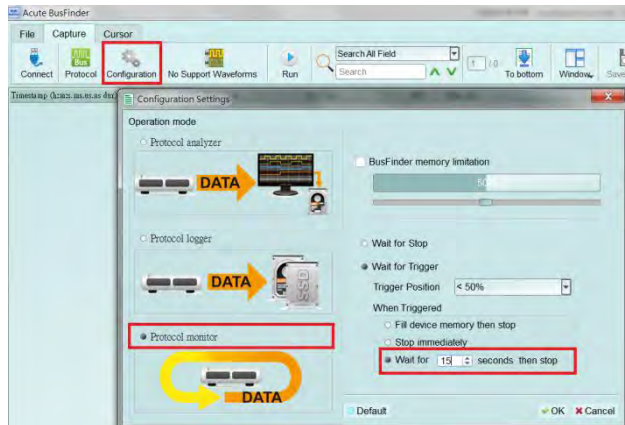 Acute BusFinder
File Capture Cursor
Bus
Search All Field
Connect Protocol Configuration No Support Waveforms Run Search 1 / 0 To bottom Window
Configuration Settings
Operation mode
Protocol analyzer
DATA
BusFinder memory limitation
Protocol logger
DATA
SSD
Wait for Stop
Wait for Trigger
Trigger Position < 50%
When Triggered
Fill device memory then stop
Stop immediately
Wait for 15 seconds then stop
Protocol monitor
DATA
Default OK Cancel